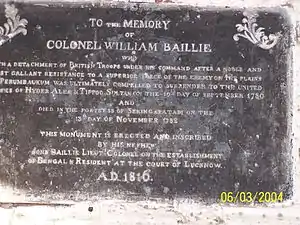 TO THE MEMORY
OF
COLONEL WILLIAM BAILLIE
WHO
A DETACHMENT OF BRITISH TROOPS UNDER HIS COMMAND AFTER A NOBLE AND
GALLANT RESISTANCE TO A SUPERIOR FORCE OF THE ENEMY ON THE PLAINS
PERUMBAUKUM WAS ULTIMATELY COMPELLED TO SURRENDER TO THE UNITED
OF HYDER ALI & TIPPOO SULTAN ON THE 10th DAY OF SEPTEMBER 1780
AND
DIED IN THE FORTRESS OF SERINGAPATAM ON THE
13th DAY OF NOVEMBER 1782
THIS MONUMENT IS ERECTED AND INSCRIBED
BY HIS NEPHEW
JOHN BAILLIE LIEUT COLONEL ON THE ESTABLISHMENT
OF BENGAL & RESIDENT AT THE COURT OF LUCKNOW.
A.D. 1816.
06/03/2004